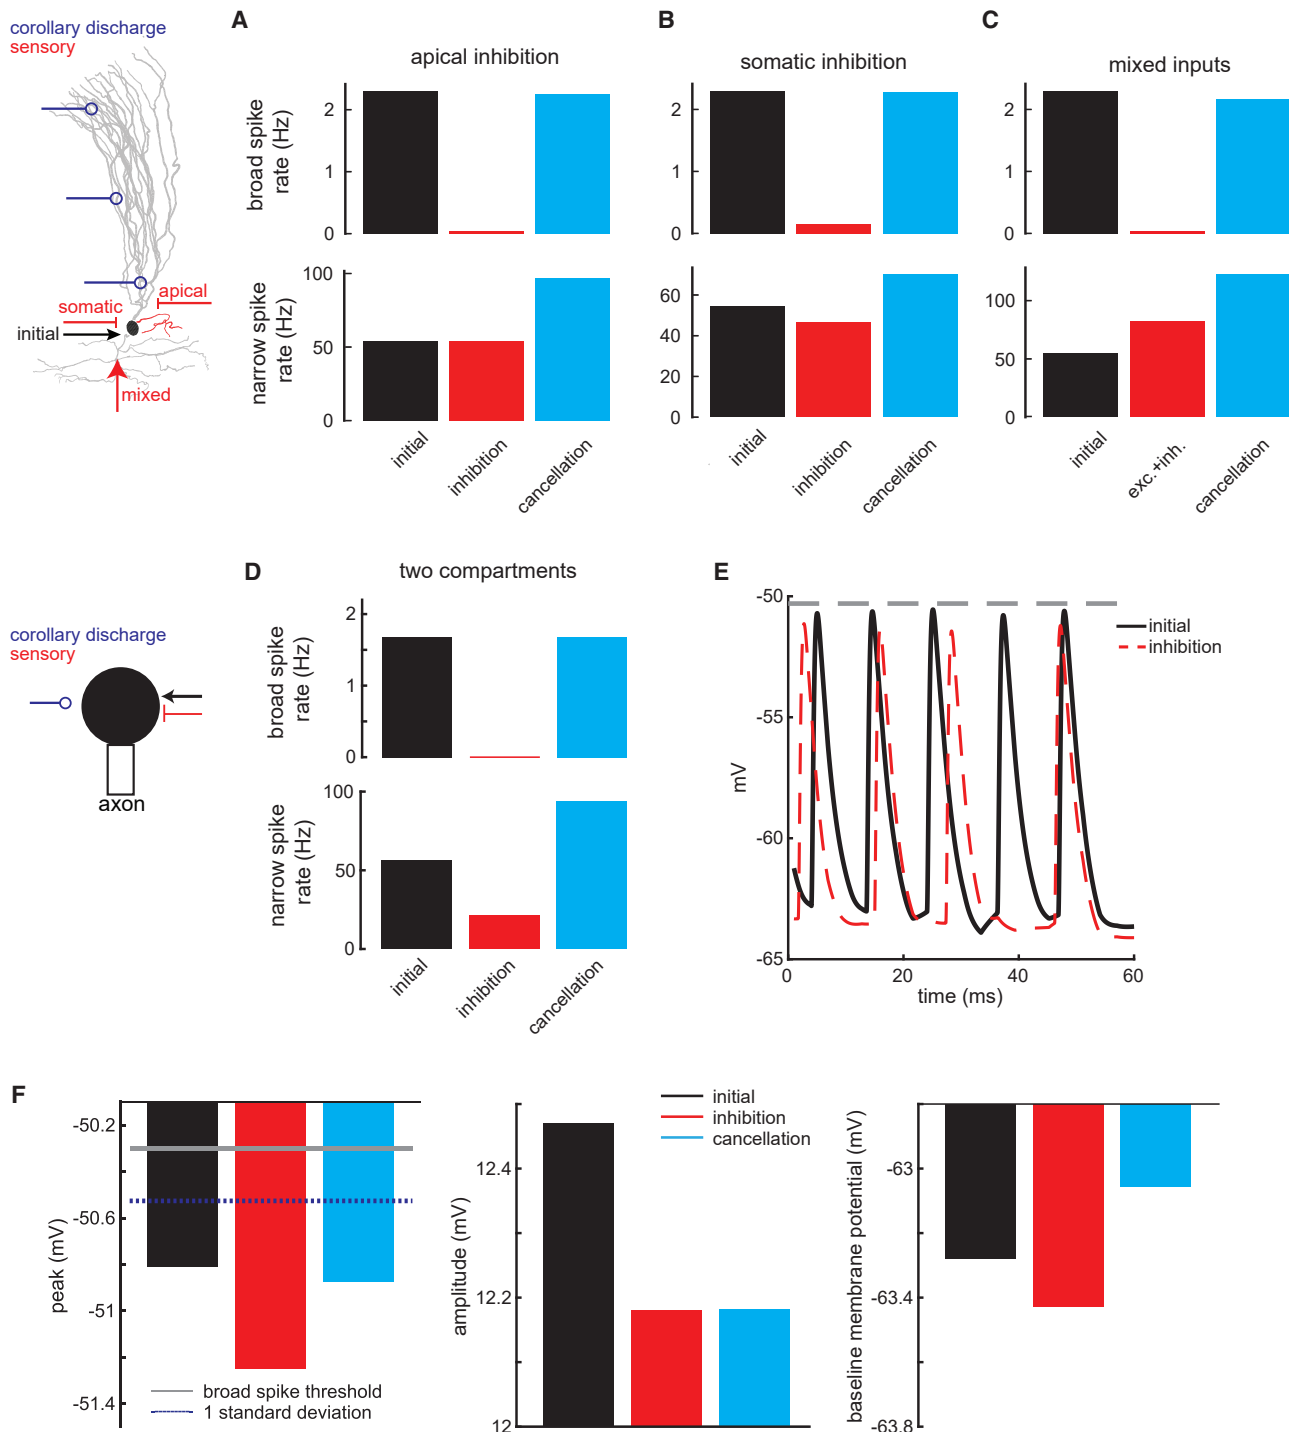 corollary discharge
sensory
somatic
apical
initial
mixed
A
apical inhibition
broad spike
rate (Hz)
2
1
0
narrow spike
rate (Hz)
100
50
0
initial
inhibition
cancellation
B
somatic inhibition
2
1
0
60
40
20
0
initial
inhibition
cancellation
C
mixed inputs
2
1
0
100
50
0
initial
exc.+inh.
cancellation
corollary discharge
sensory
axon
D
two compartments
broad spike
rate (Hz)
2
1
0
narrow spike
rate (Hz)
100
50
0
initial
inhibition
cancellation
E
-50
-55
-60
-65
mV
0
20
40
60
time (ms)
initial
inhibition
F
-50.2
-50.6
-51
-51.4
peak (mV)
broad spike threshold
1 standard deviation
12.4
12.2
12
amplitude (mV)
initial
inhibition
cancellation
baseline membrane potential (mV)
-63
-63.4
-63.8